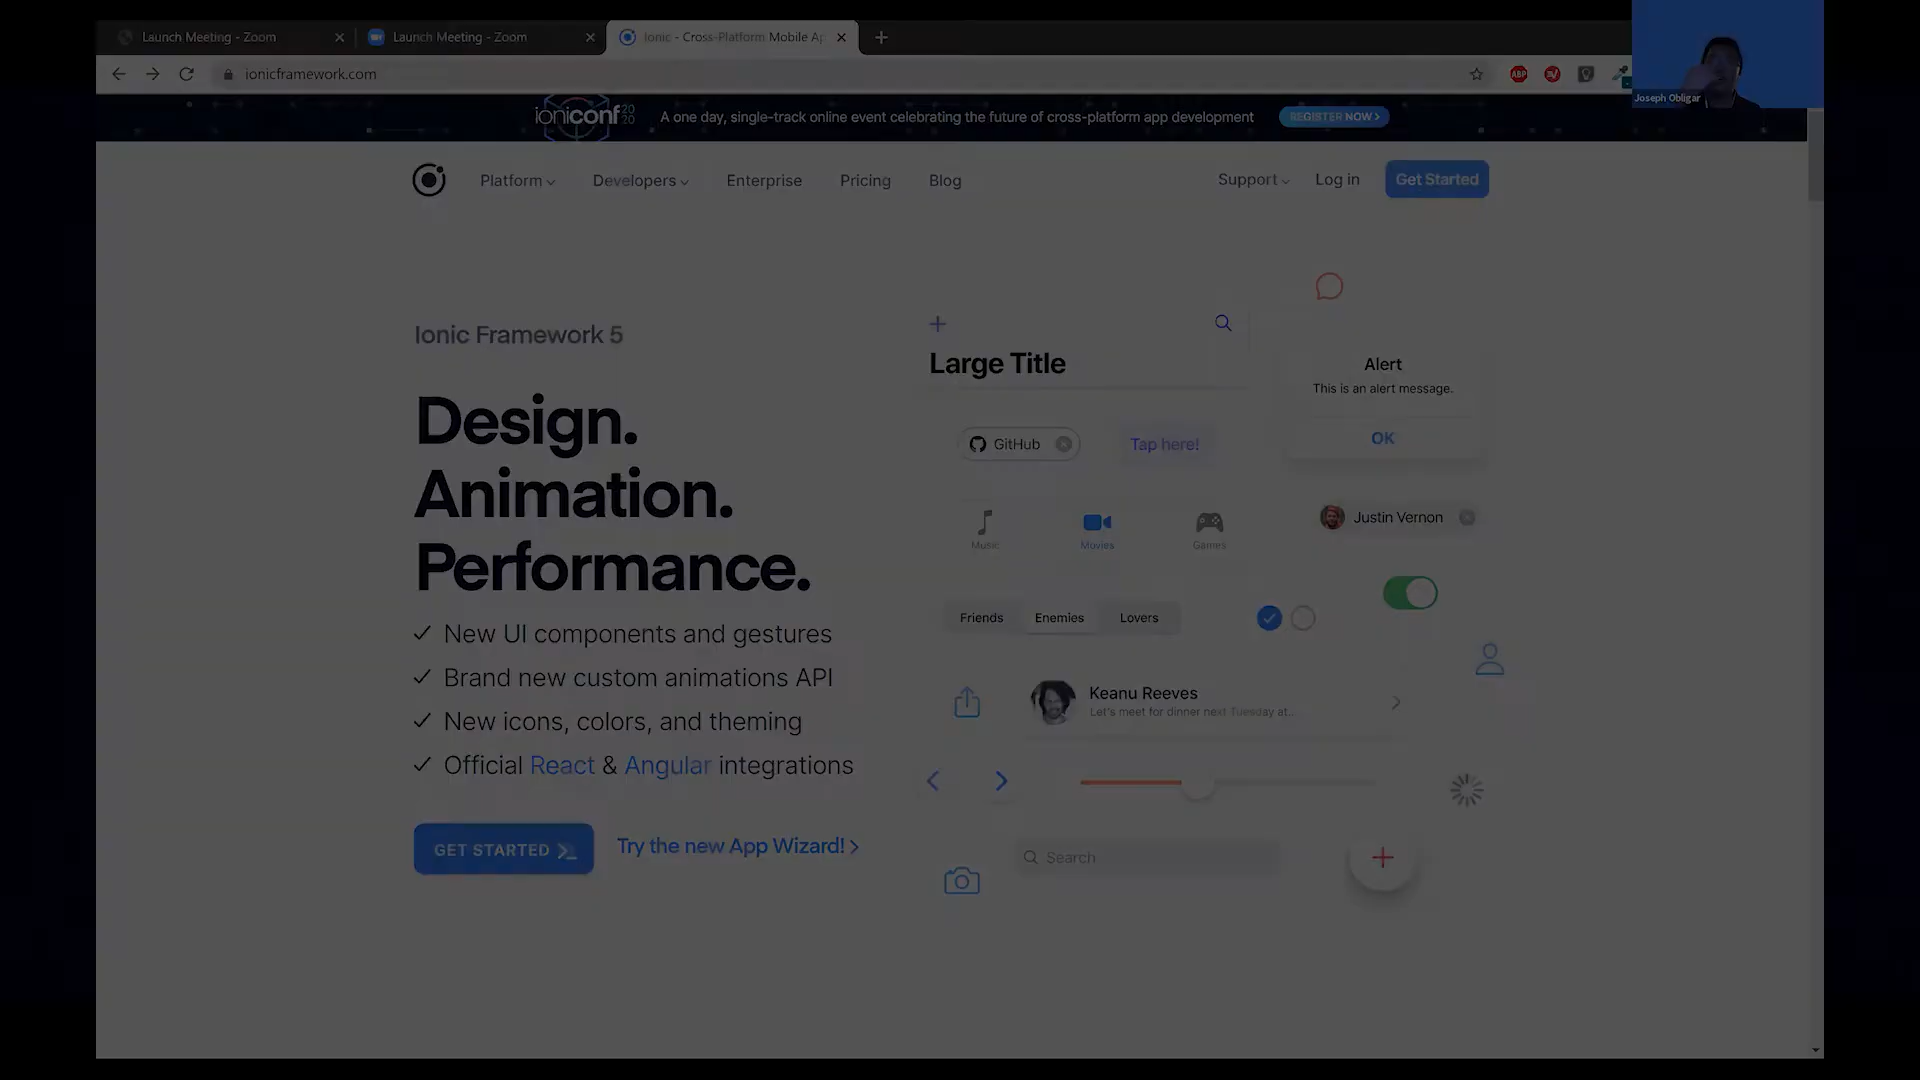 Launch Meeting - Zoom
Launch Meeting - Zoom
Ionic - Cross-Platform Mobile Ap
ionicframework.com
ABP
Joseph Obligar
ioniconf 2020
A one day, single-track online event celebrating the future of cross-platform app development
REGISTER NOW >
Platform
Developers
Enterprise
Pricing
Blog
Support
Log in
Get Started
Ionic Framework 5
Design.
Animation.
Performance.
New UI components and gestures
Brand new custom animations API
New icons, colors, and theming
Official React & Angular integrations
GET STARTED
Try the new App Wizard! >
Large Title
Alert
This is an alert message.
OK
GitHub
Tap here!
Justin Vernon
Music
Movies
Games
Friends
Enemies
Lovers
Keanu Reeves
Let's meet for dinner next Tuesday at...
Search